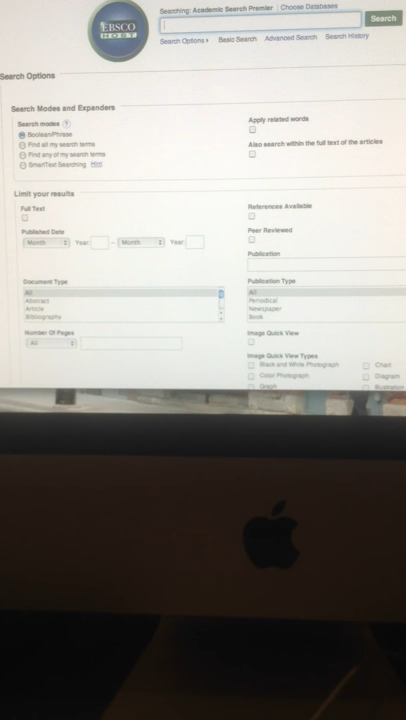 EBSCO
HOST
Searching: Academic Search Premier | Choose Databases
Search
Search Options Basic Search Advanced Search Search History
Search Options
Search Modes and Expanders
Search modes ?
Boolean/Phrase
Find all my search terms
Find any of my search terms
SmartText Searching Hint
Apply related words
Also search within the full text of the articles
Limit your results
Full Text
References Available
Published Date
Month Year: – Month Year:
Peer Reviewed
Publication
Document Type
All
Abstract
Article
Bibliography
Publication Type
All
Periodical
Newspaper
Book
Number Of Pages
All
Image Quick View
Image Quick View Types
Black and White Photograph Chart
Color Photograph Diagram
Graph Illustration